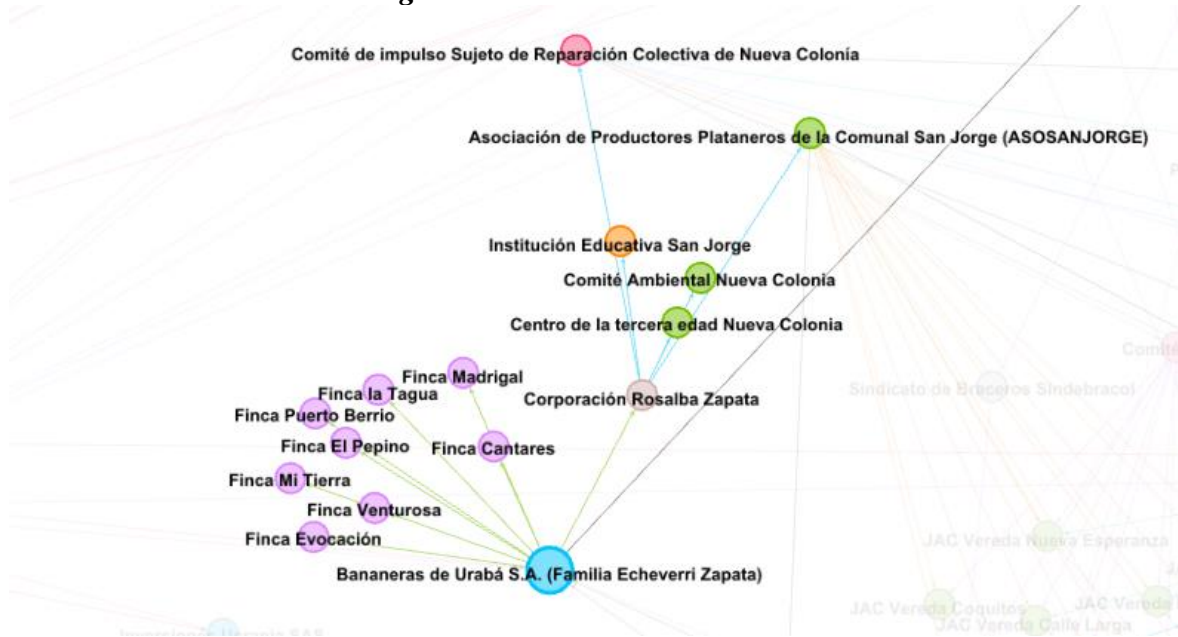 Comité de impulso Sujeto de Reparación Colectiva de Nueva Colonia
Asociación de Productores Plataneros de la Comunal San Jorge (ASOSANJORGE)
Institución Educativa San Jorge
Comité Ambiental Nueva Colonia
Centro de la tercera edad Nueva Colonia
Comité
Finca Madrigal
Finca la Tagua
Sindicato de Braceros Sindebracol
Corporación Rosalba Zapata
Finca Puerto Berrio
Finca El Pepino
Finca Cantares
Finca Mi Tierra
Finca Venturosa
Finca Evocación
JAC Vereda Nueva Esperanza
Bananeras de Urabá S.A. (Familia Echeverri Zapata)
JAC Vereda Coquitos
JAC Vereda
JAC Vereda Calle Larga